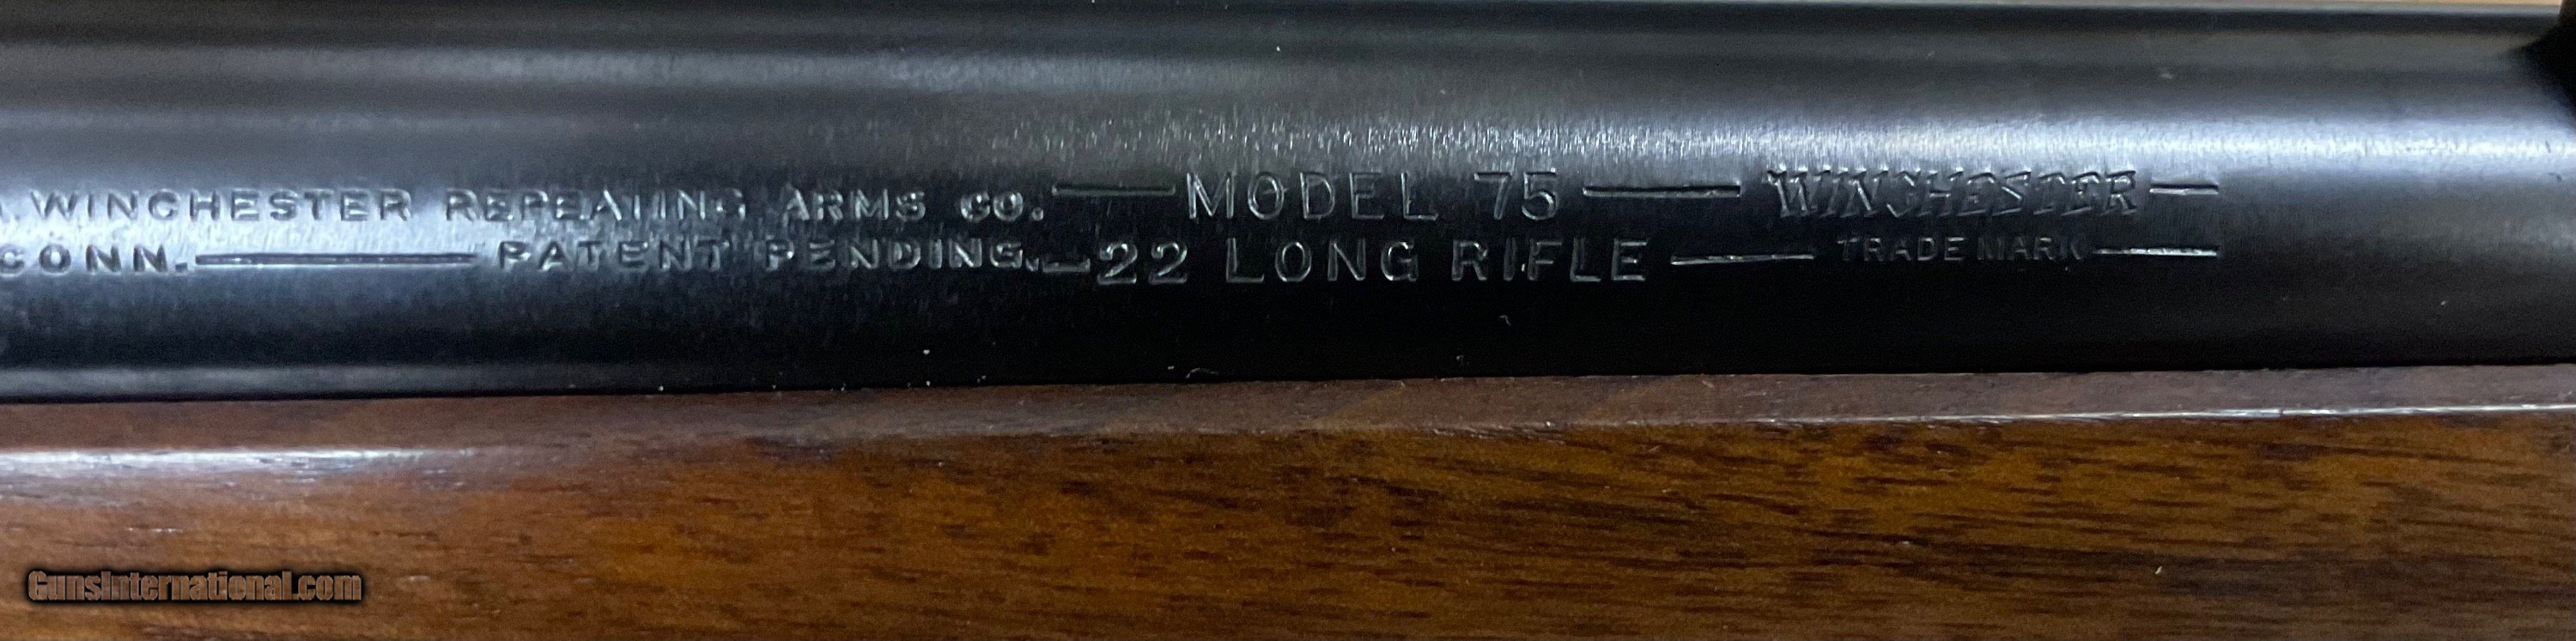 . WINCHESTER REPEATING ARMS CO. — MODEL 75 — WINCHESTER —
CONN. — PATENT PENDING. — 22 LONG RIFLE — TRADE MARK —
GunsInternational.com